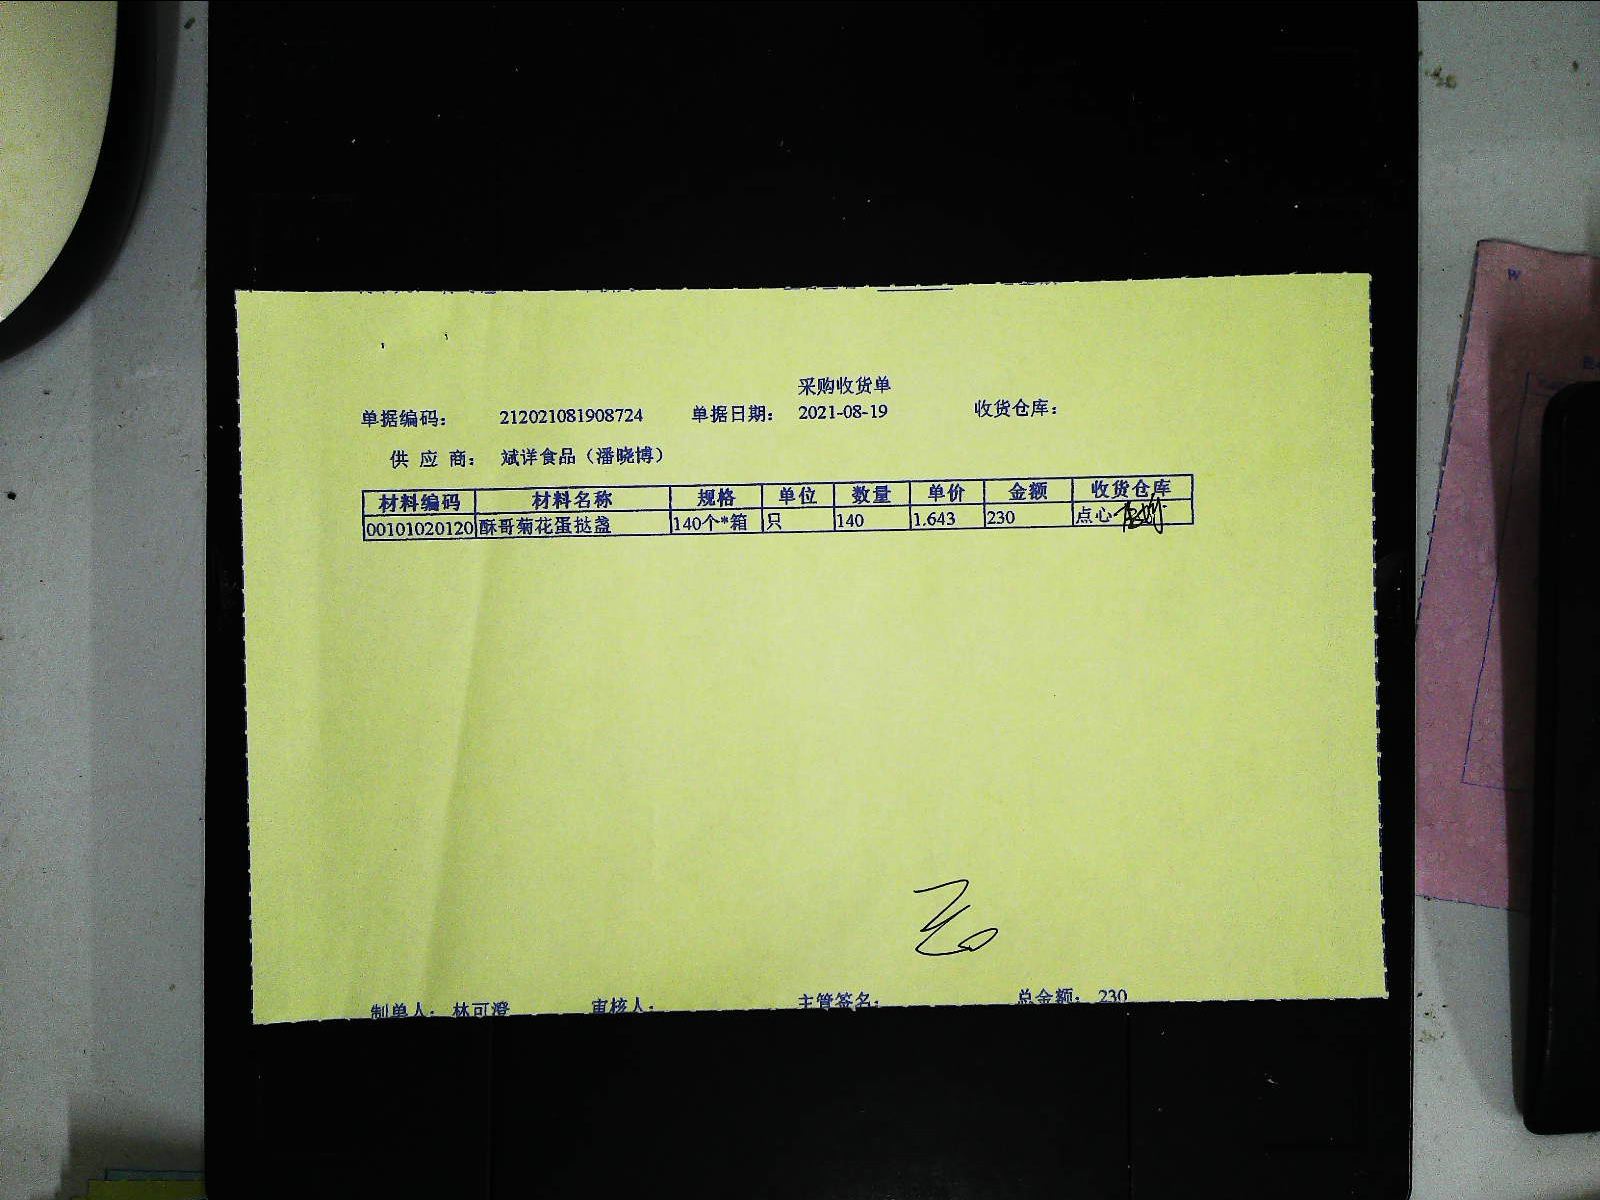 采购收货单
单据编码： 212021081908724 单据日期： 2021-08-19 收货仓库：
供 应 商： 斌详食品（潘晓博）
材料编码 材料名称 规格 单位 数量 单价 金额 收货仓库
00101020120 酥哥菊花蛋挞盏 140个*箱 只 140 1.643 230 点心
制单人： 林可澄 审核人： 主管签名： 总金额： 230